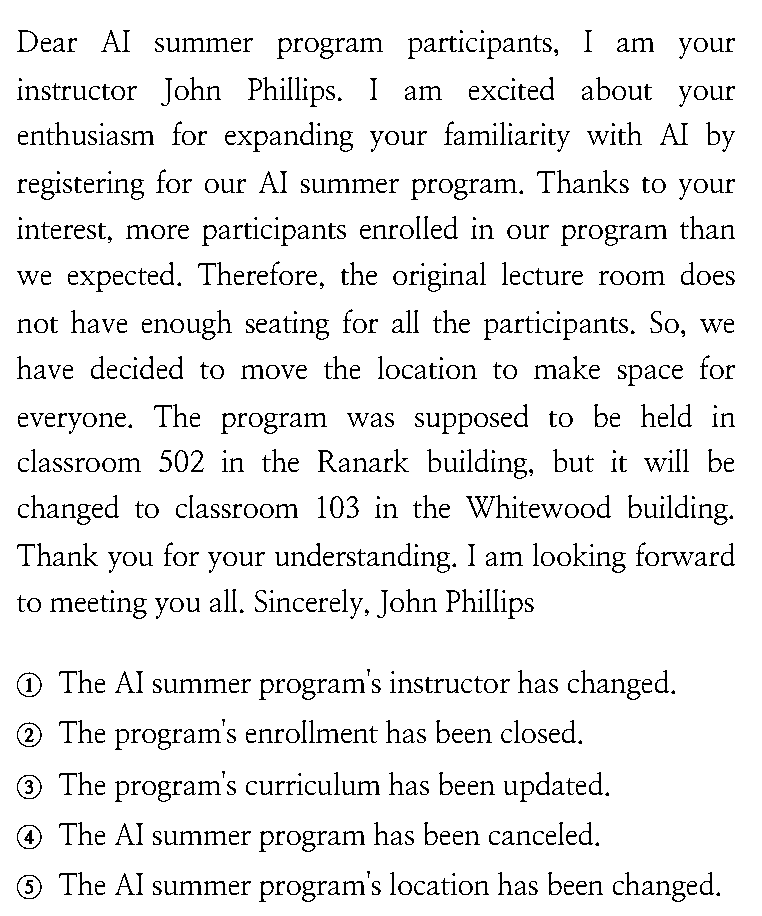 Dear AI summer program participants, I am your
instructor John Phillips. I am excited about your
enthusiasm for expanding your familiarity with AI by
registering for our AI summer program. Thanks to your
interest, more participants enrolled in our program than
we expected. Therefore, the original lecture room does
not have enough seating for all the participants. So, we
have decided to move the location to make space for
everyone. The program was supposed to be held in
classroom 502 in the Ranark building, but it will be
changed to classroom 103 in the Whitewood building.
Thank you for your understanding. I am looking forward
to meeting you all. Sincerely, John Phillips
① The AI summer program's instructor has changed.
② The program's enrollment has been closed.
③ The program's curriculum has been updated.
④ The AI summer program has been canceled.
⑤ The AI summer program's location has been changed.